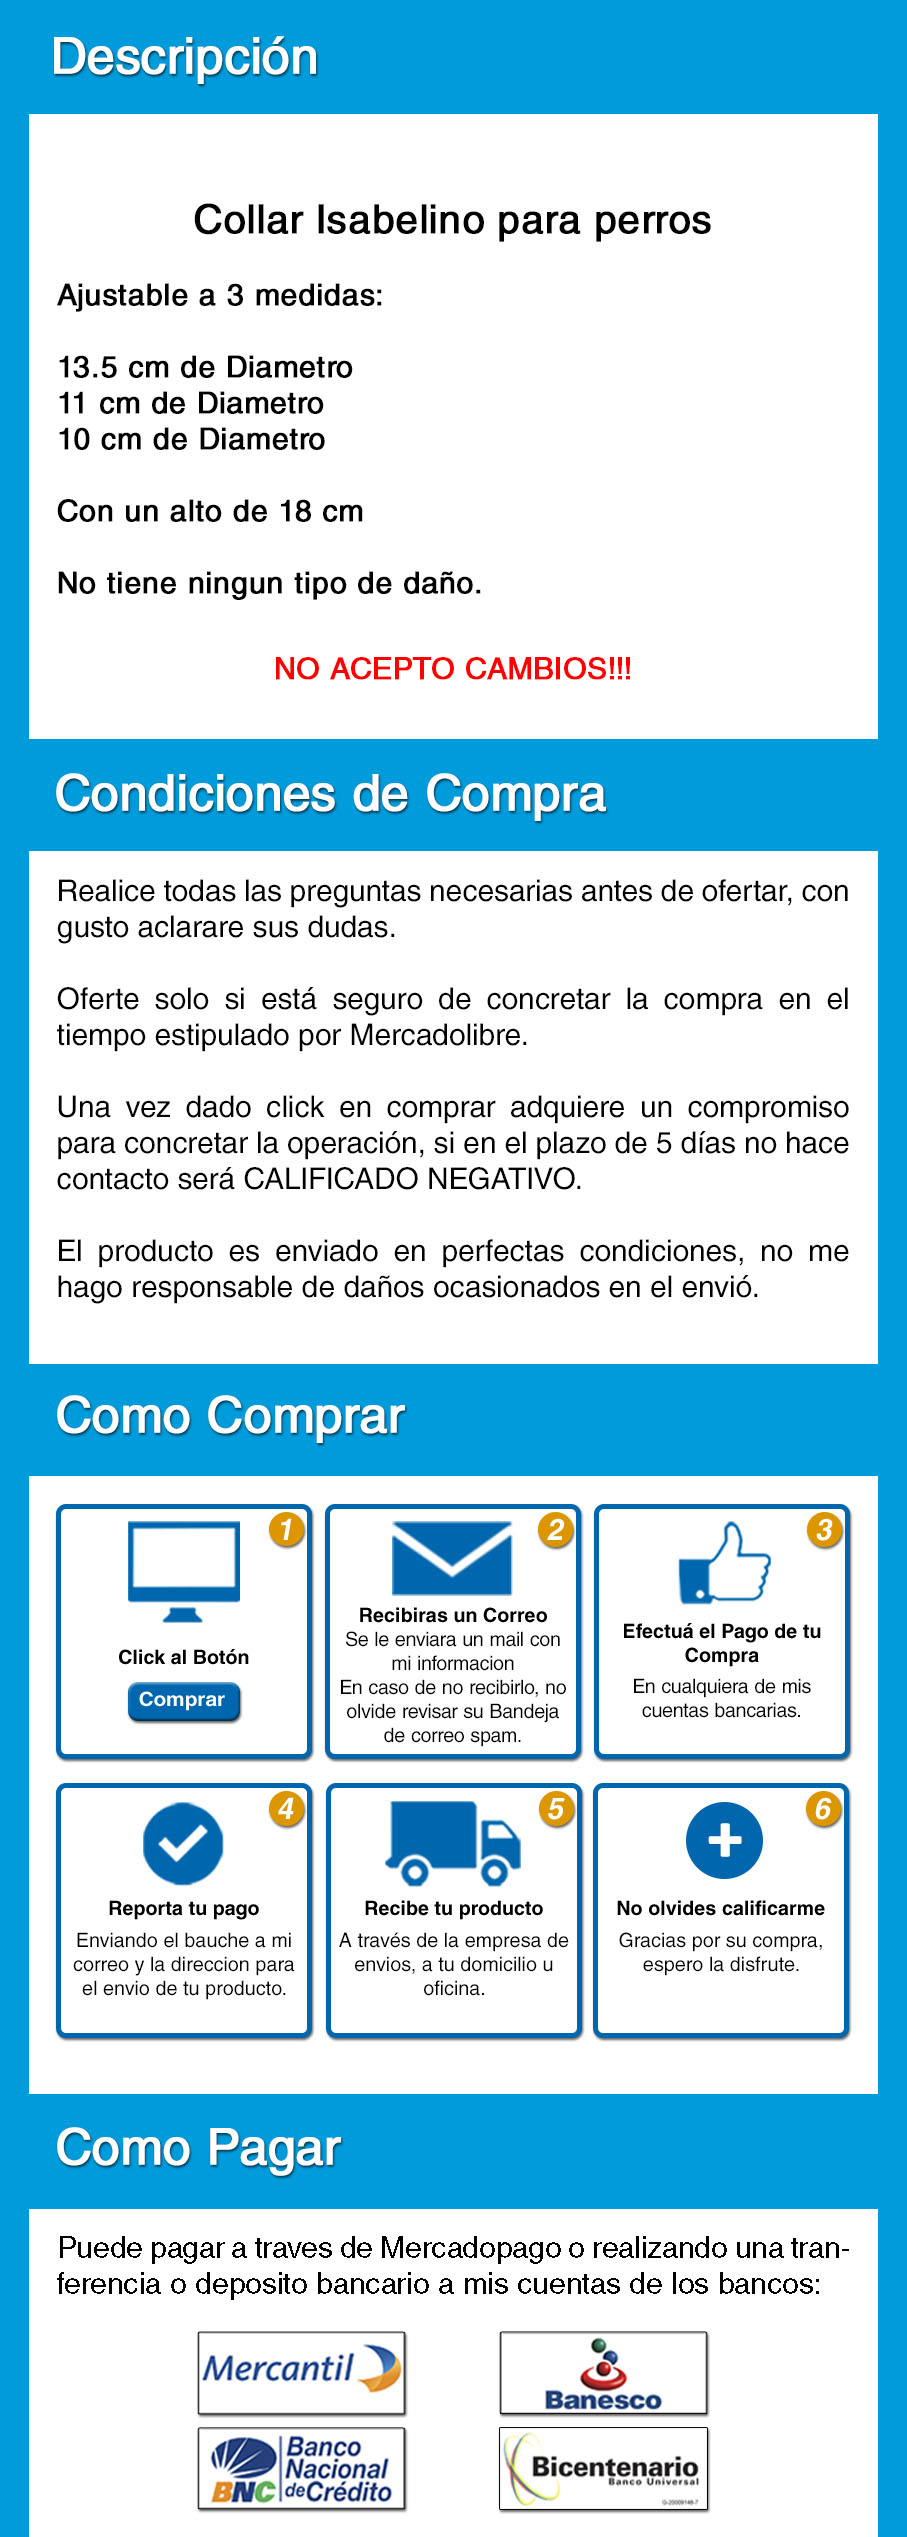 Descripción
Collar Isabelino para perros
Ajustable a 3 medidas:
13.5 cm de Diametro
11 cm de Diametro
10 cm de Diametro
Con un alto de 18 cm
No tiene ningun tipo de daño.
NO ACEPTO CAMBIOS!!!
Condiciones de Compra
Realice todas las preguntas necesarias antes de ofertar, con
gusto aclarare sus dudas.
Oferte solo si está seguro de concretar la compra en el
tiempo estipulado por Mercadolibre.
Una vez dado click en comprar adquiere un compromiso
para concretar la operación, si en el plazo de 5 días no hace
contacto será CALIFICADO NEGATIVO.
El producto es enviado en perfectas condiciones, no me
hago responsable de daños ocasionados en el envió.
Como Comprar
1
Click al Botón
Comprar
2
Recibiras un Correo
Se le enviara un mail con
mi informacion
En caso de no recibirlo, no
olvide revisar su Bandeja
de correo spam.
3
Efectuá el Pago de tu
Compra
En cualquiera de mis
cuentas bancarias.
4
Reporta tu pago
Enviando el bauche a mi
correo y la direccion para
el envio de tu producto.
5
Recibe tu producto
A través de la empresa de
envios, a tu domicilio u
oficina.
6
No olvides calificarme
Gracias por su compra,
espero la disfrute.
Como Pagar
Puede pagar a traves de Mercadopago o realizando una tran-
ferencia o deposito bancario a mis cuentas de los bancos:
Mercantil
Banesco
BNC
Banco
Nacional
de Crédito
Bicentenario
Banco Universal
G-20009148-7